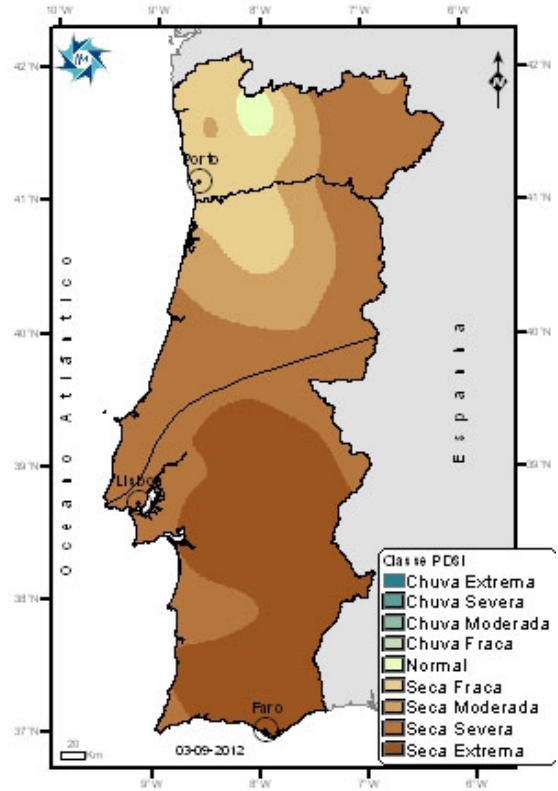 10°W 9°W 8°W 7°W 6°W
42°N 42°N
Porto
41°N 41°N
40°N 40°N
Oceano Atlântico
Espanha
39°N 39°N
Lisboa
38°N
Faro
37°N
20
Km
03-09-2012
9°W 8°W 7°W 6°W
Classe PDSI
Chuva Extrema
Chuva Severa
Chuva Moderada
Chuva Fraca
Normal
Seca Fraca
Seca Moderada
Seca Severa
Seca Extrema